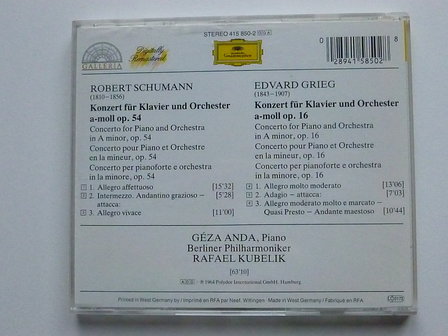 STEREO 415 850-2
GALLERIA
Digitally
Remastered
Deutsche
Grammophon
0
28941 58502
8
ROBERT SCHUMANN
(1810–1856)
Konzert für Klavier und Orchester
a-moll op. 54
Concerto for Piano and Orchestra
in A minor, op. 54
Concerto pour Piano et Orchestre
en la mineur, op. 54
Concerto per pianoforte e orchestra
in la minore, op. 54
1. Allegro affettuoso [15'32]
2. Intermezzo. Andantino grazioso – attacca: [5'28]
3. Allegro vivace [11'00]
EDVARD GRIEG
(1843–1907)
Konzert für Klavier und Orchester
a-moll op. 16
Concerto for Piano and Orchestra
in A minor, op. 16
Concerto pour Piano et Orchestre
en la mineur, op. 16
Concerto per pianoforte e orchestra
in la minore, op. 16
1. Allegro molto moderato [13'06]
2. Adagio – attacca: [7'03]
3. Allegro moderato molto e marcato –
Quasi Presto – Andante maestoso [10'44]
GÉZA ANDA, Piano
Berliner Philharmoniker
RAFAEL KUBELIK
[63'10]
℗ 1964 Polydor International GmbH, Hamburg
Printed in West Germany by / Imprimé en RFA par Neef, Wittingen. Made in West Germany / Fabriqué en RFA.